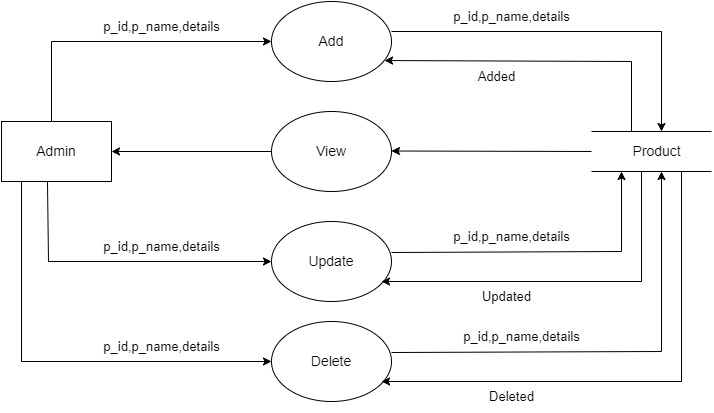 p_id,p_name,details
Add
p_id,p_name,details
Added
Admin
View
Product
p_id,p_name,details
Update
p_id,p_name,details
Updated
p_id,p_name,details
Delete
p_id,p_name,details
Deleted